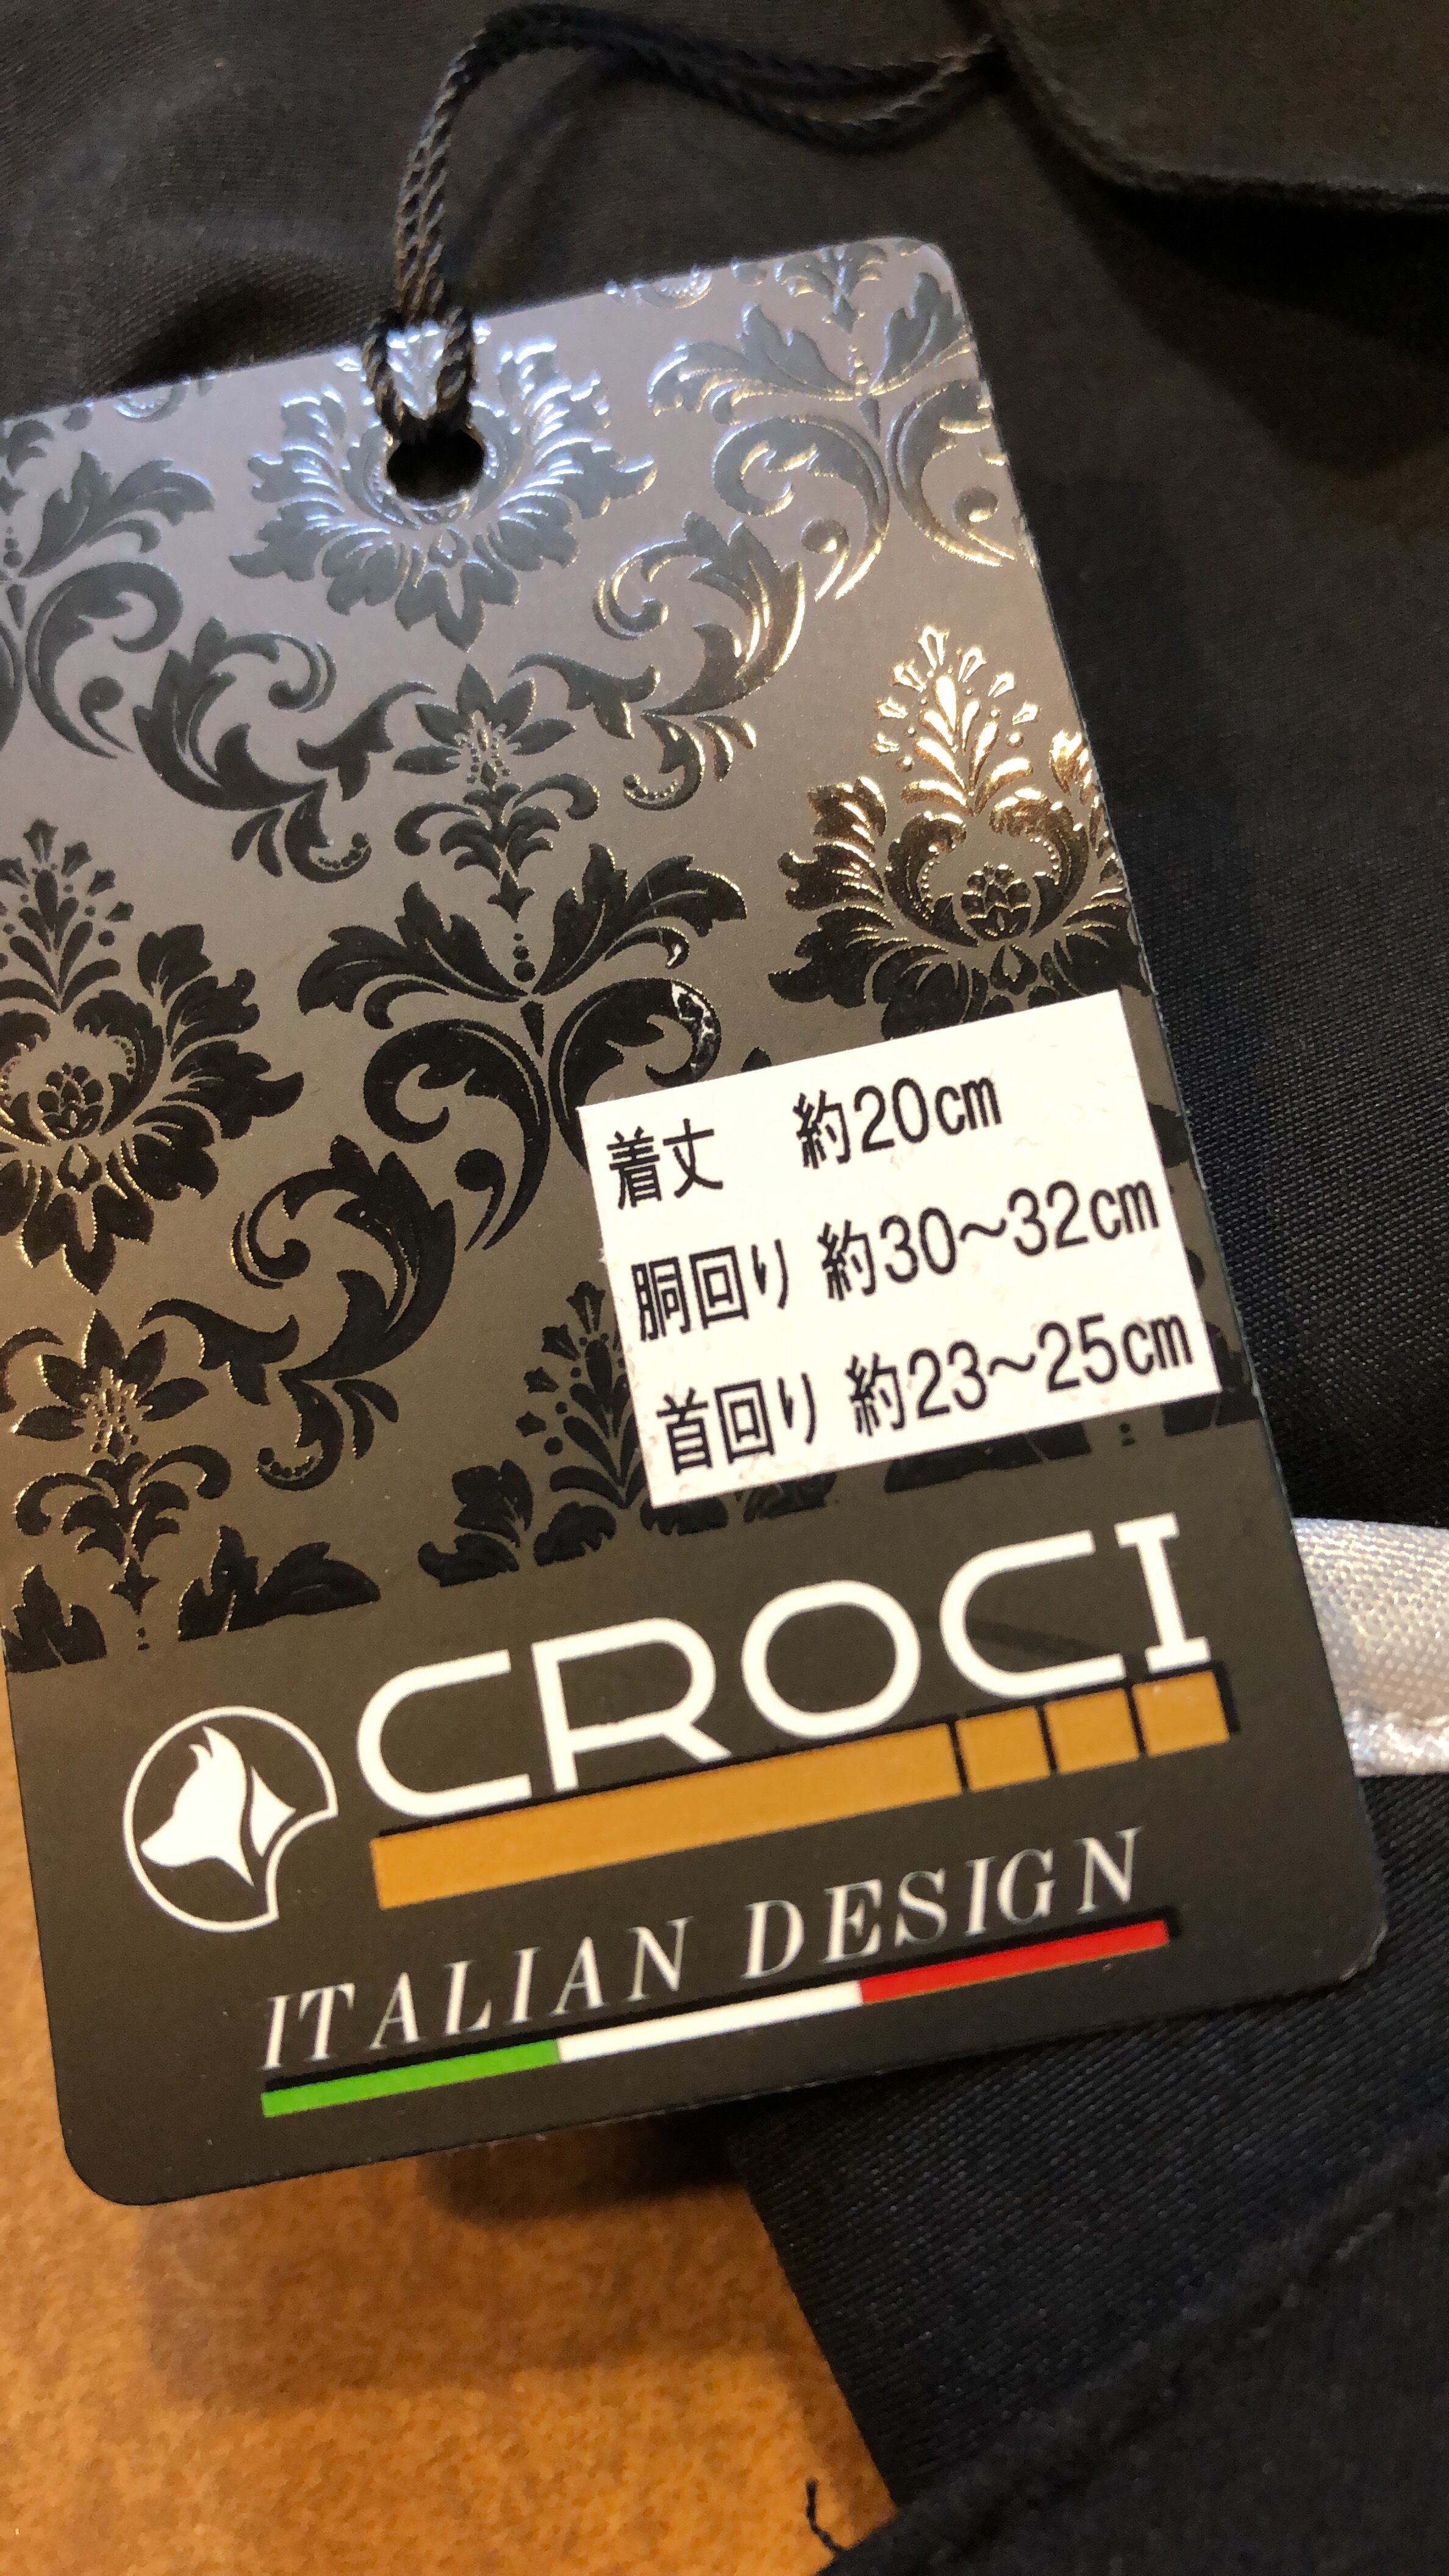 着丈 約20cm
胴回り 約30～32cm
首回り 約23～25cm
CROCI
ITALIAN DESIGN